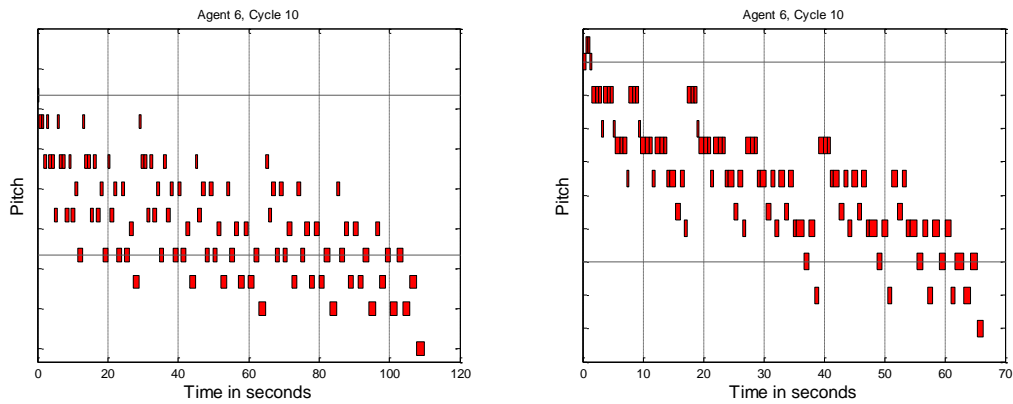 Agent 6, Cycle 10
Pitch
0 20 40 60 80 100 120
Time in seconds
Agent 6, Cycle 10
Pitch
0 10 20 30 40 50 60 70
Time in seconds